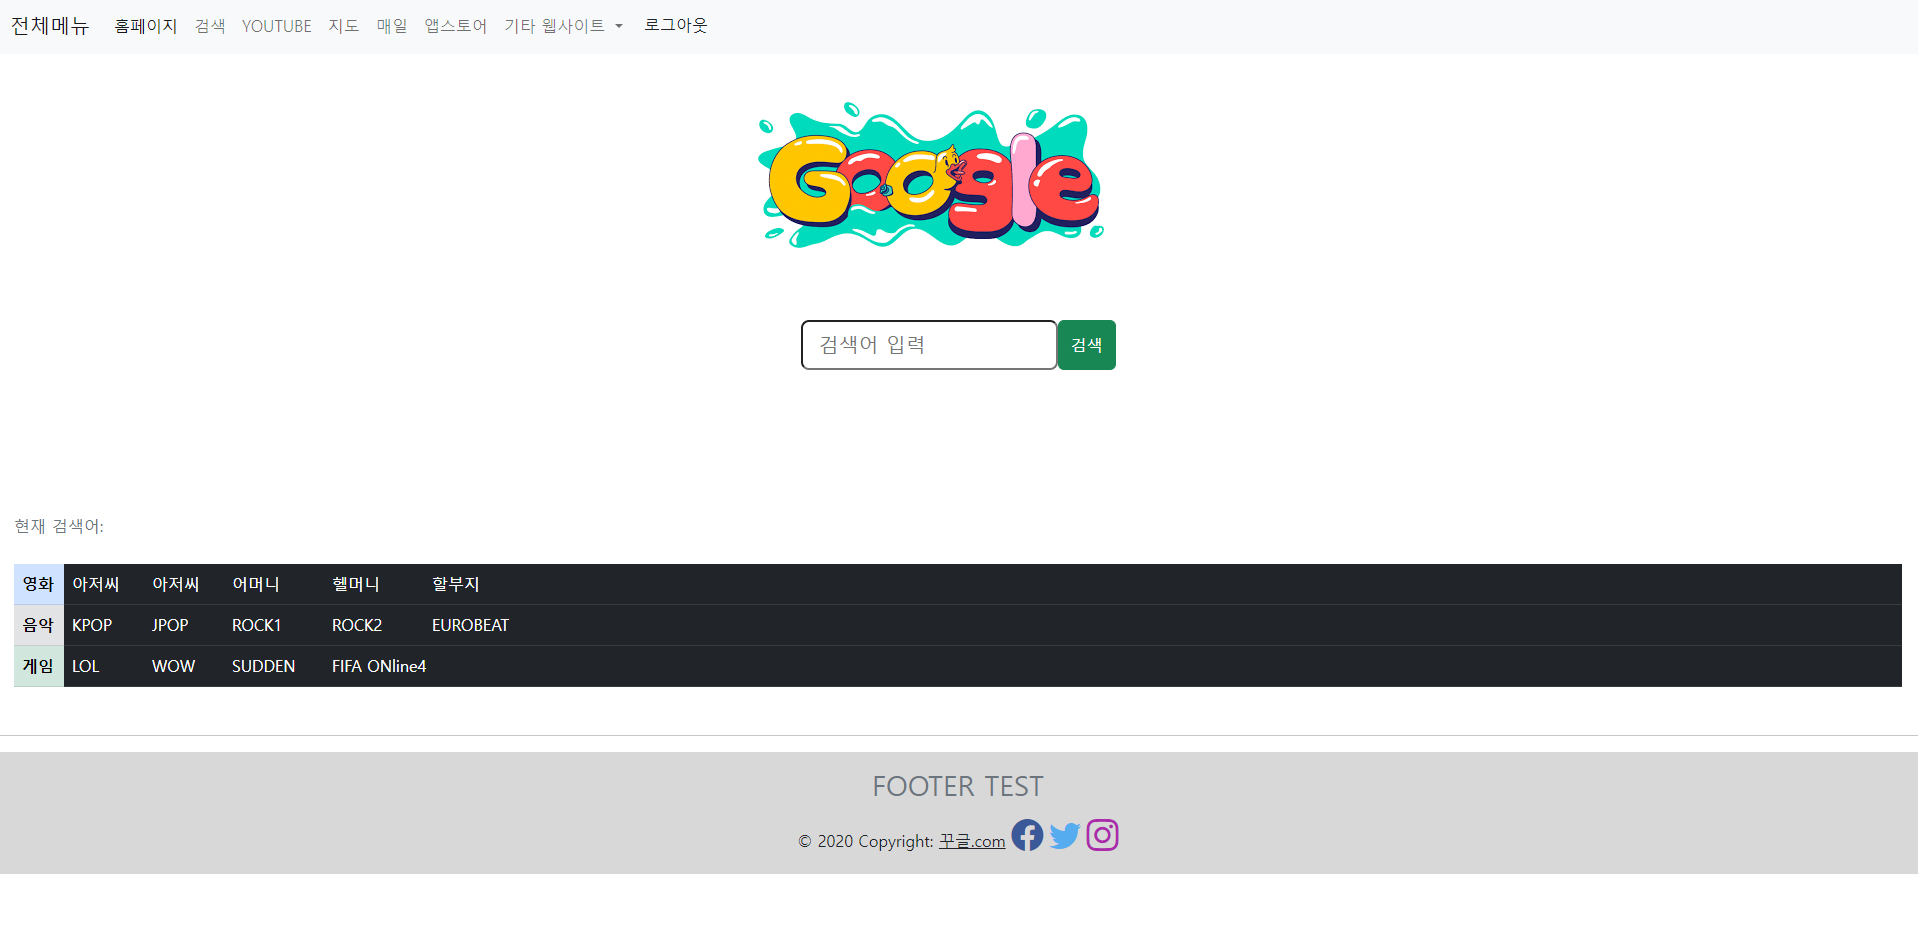 전체메뉴 홈페이지 검색 YOUTUBE 지도 매일 앱스토어 기타 웹사이트 로그아웃
Google
검색어 입력 검색
현재 검색어:
영화 아저씨 아저씨 어머니 헬머니 할부지
음악 KPOP JPOP ROCK1 ROCK2 EUROBEAT
게임 LOL WOW SUDDEN FIFA ONline4
FOOTER TEST
© 2020 Copyright: 꾸글.com